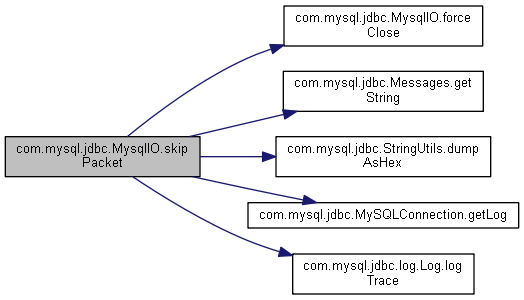 com.mysql.jdbc.MysqlIO.force
Close
com.mysql.jdbc.Messages.get
String
com.mysql.jdbc.MysqlIO.skip
Packet
com.mysql.jdbc.StringUtils.dump
AsHex
com.mysql.jdbc.MySQLConnection.getLog
com.mysql.jdbc.log.Log.log
Trace